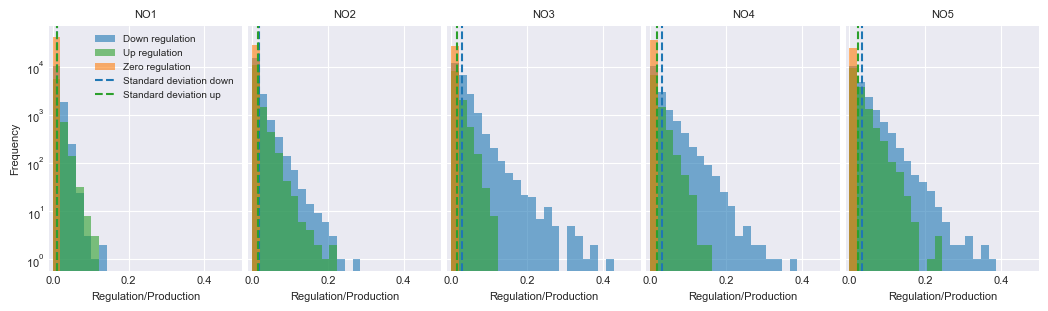 NO1
NO2
NO3
NO4
NO5
Frequency
10⁴
10³
10²
10¹
10⁰
Down regulation
Up regulation
Zero regulation
Standard deviation down
Standard deviation up
0.0 0.2 0.4
0.0 0.2 0.4
0.0 0.2 0.4
0.0 0.2 0.4
0.0 0.2 0.4
Regulation/Production
Regulation/Production
Regulation/Production
Regulation/Production
Regulation/Production